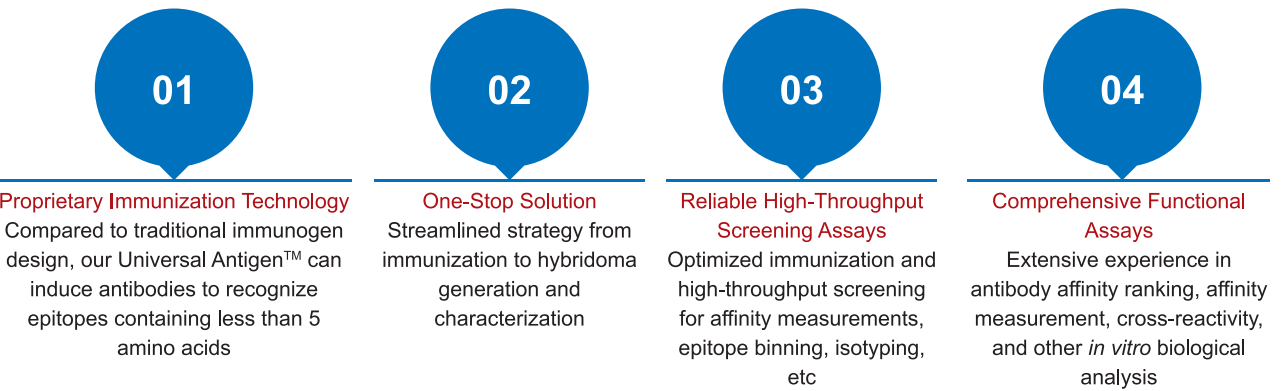 01
Proprietary Immunization Technology
Compared to traditional immunogen
design, our Universal Antigen™ can
induce antibodies to recognize
epitopes containing less than 5
amino acids
02
One-Stop Solution
Streamlined strategy from
immunization to hybridoma
generation and
characterization
03
Reliable High-Throughput
Screening Assays
Optimized immunization and
high-throughput screening
for affinity measurements,
epitope binning, isotyping,
etc
04
Comprehensive Functional
Assays
Extensive experience in
antibody affinity ranking, affinity
measurement, cross-reactivity,
and other in vitro biological
analysis